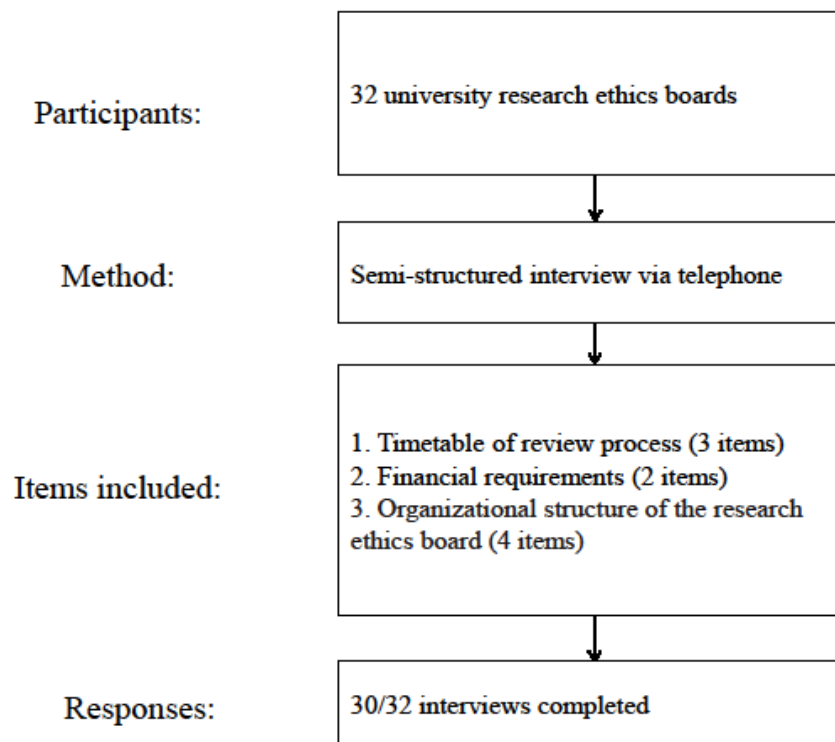 Participants:
32 university research ethics boards
Method:
Semi-structured interview via telephone
Items included:
1. Timetable of review process (3 items)
2. Financial requirements (2 items)
3. Organizational structure of the research
ethics board (4 items)
Responses:
30/32 interviews completed